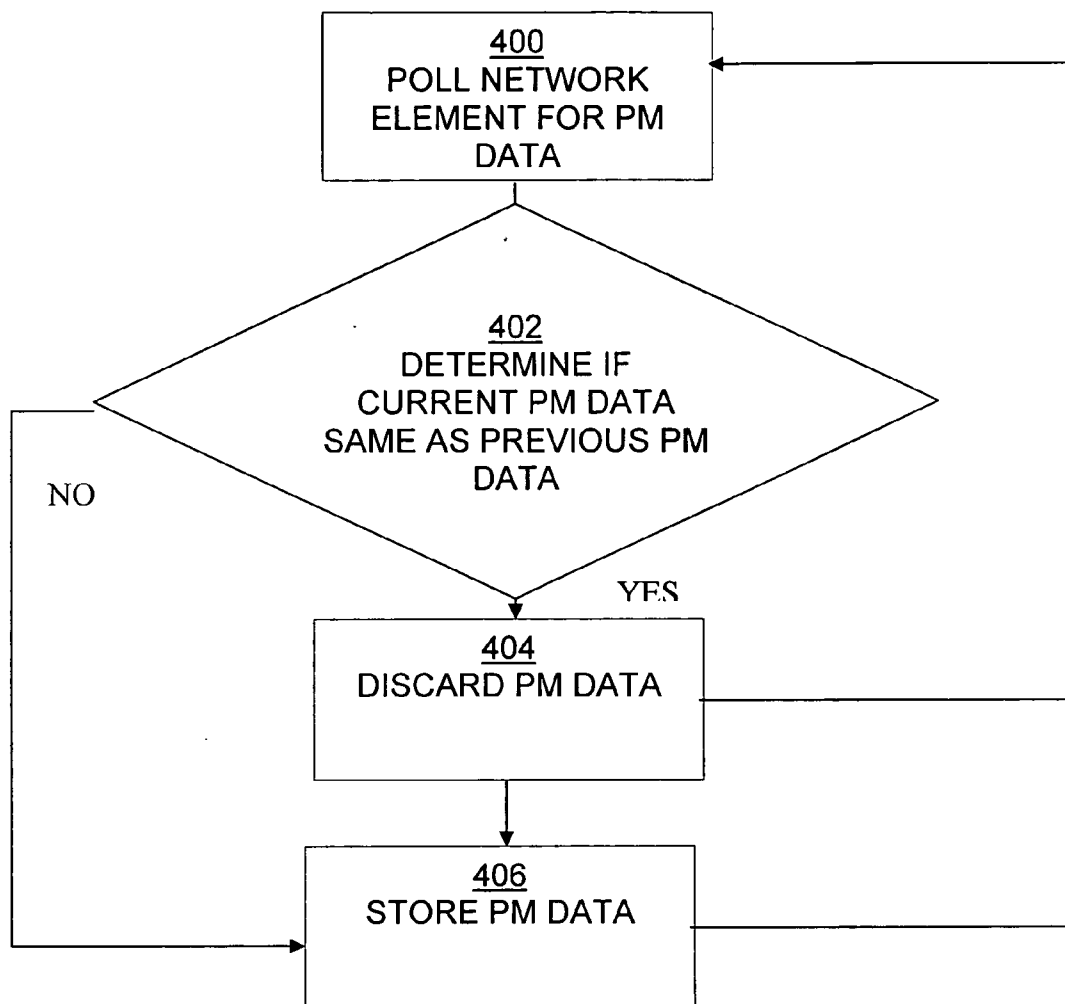 400
POLL NETWORK
ELEMENT FOR PM
DATA
402
DETERMINE IF
CURRENT PM DATA
SAME AS PREVIOUS PM
DATA
NO
YES
404
DISCARD PM DATA
406
STORE PM DATA